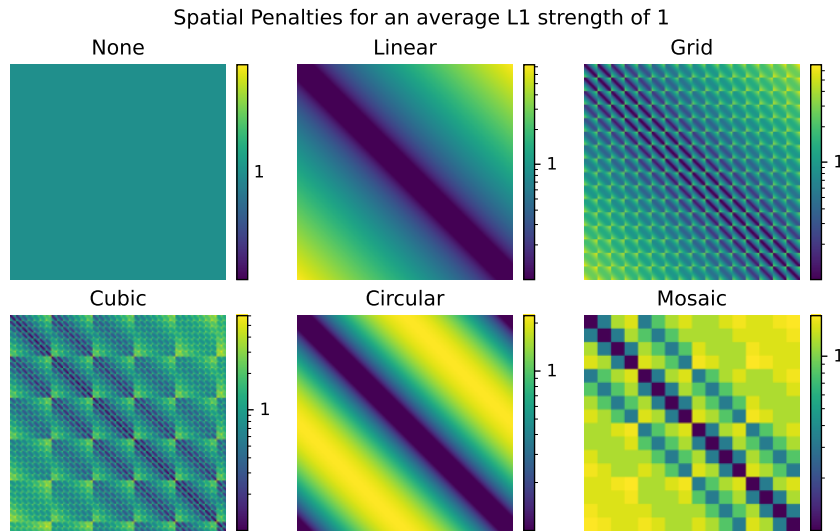 Spatial Penalties for an average L1 strength of 1
None
Linear
Grid
1
1
1
Cubic
Circular
Mosaic
1
1
1